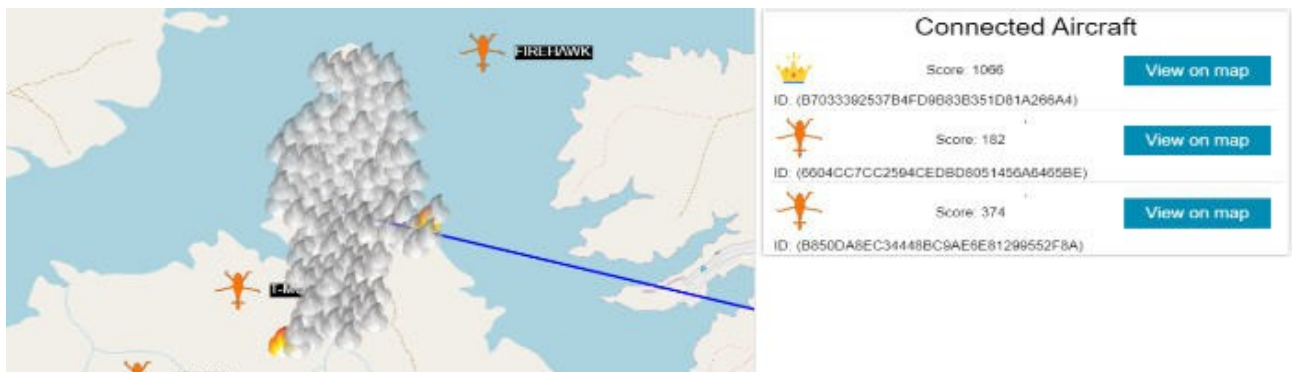 FIREHAWK
Connected Aircraft
Score: 1066
View on map
ID: (B7033392537B4FD9B83B351D81A266A4)
Score: 182
View on map
ID: (6604CC7CC2594CEDBD8051456A6465BE)
Score: 374
View on map
ID: (B850DA8EC34448BC9AE6E81299552F8A)